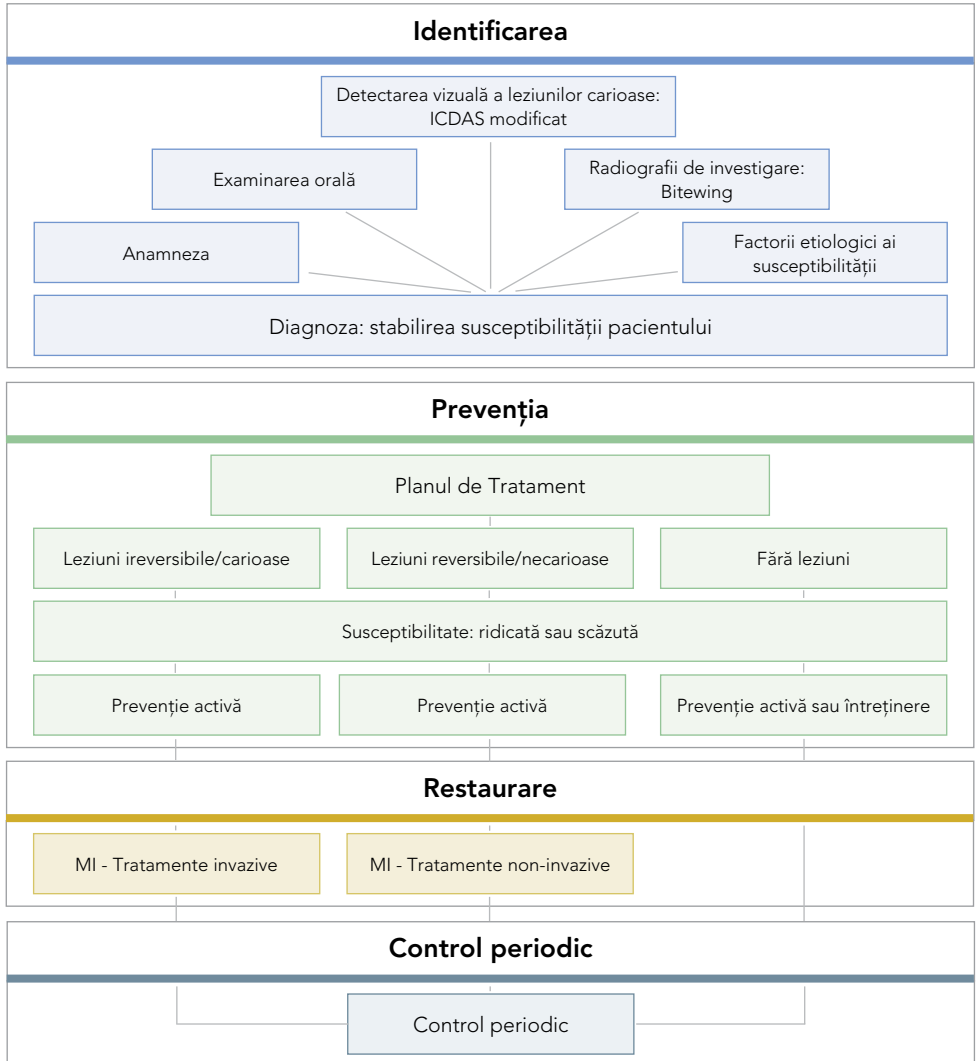 Identificarea
Detectarea vizuală a leziunilor carioase:
ICDAS modificat
Examinarea orală
Radiografii de investigare:
Bitewing
Anamneza
Factorii etiologici ai
susceptibilității
Diagnoza: stabilirea susceptibilității pacientului
Prevenția
Planul de Tratament
Leziuni ireversibile/carioase
Leziuni reversibile/necarioase
Fără leziuni
Susceptibilitate: ridicată sau scăzută
Prevenție activă
Prevenție activă
Prevenție activă sau întreținere
Restaurare
MI - Tratamente invazive
MI - Tratamente non-invazive
Control periodic
Control periodic